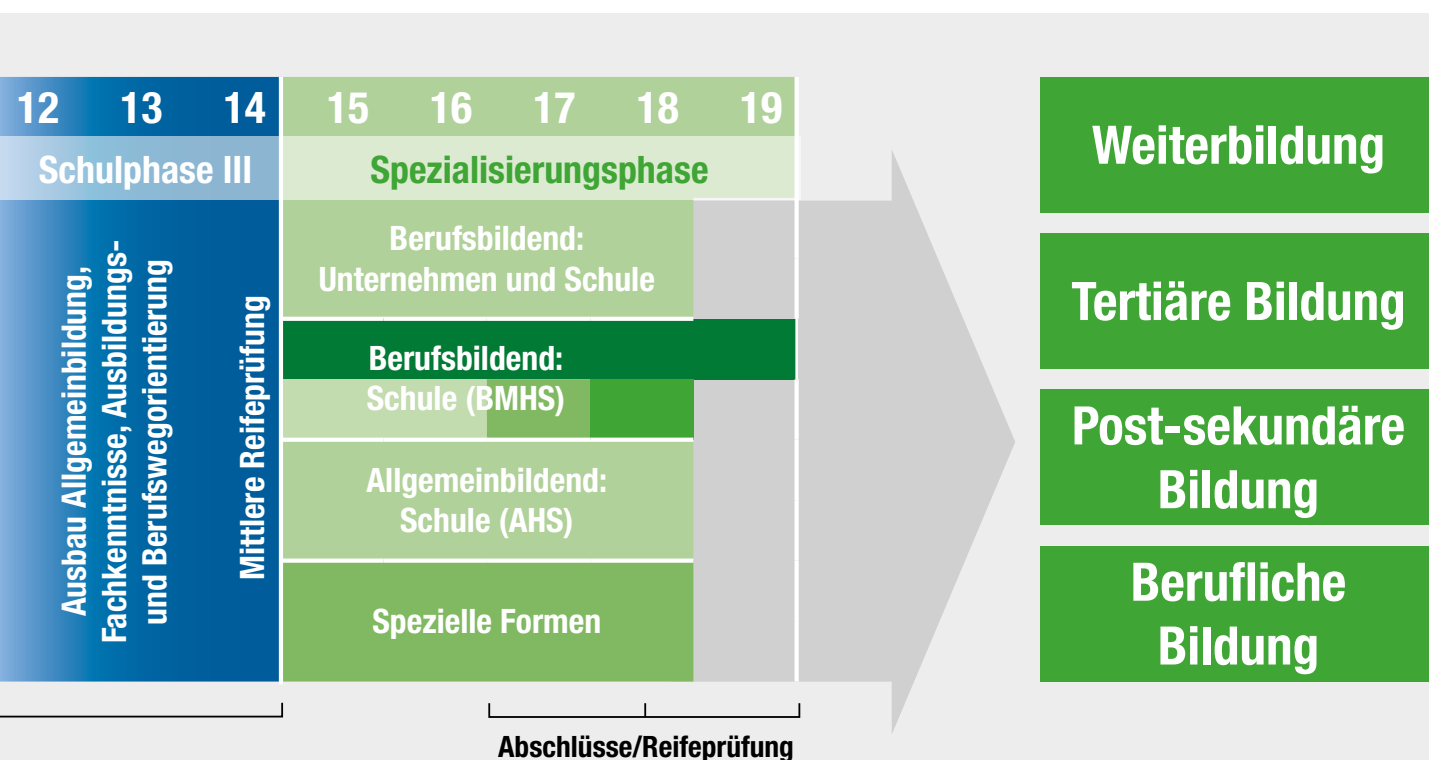 12 13 14 15 16 17 18 19
Schulphase III
Spezialisierungsphase
Ausbau Allgemeinbildung,
Fachkenntnisse, Ausbildungs-
und Berufswegorientierung
Mittlere Reifeprüfung
Berufsbildend:
Unternehmen und Schule
Berufsbildend:
Schule (BMHS)
Allgemeinbildend:
Schule (AHS)
Spezielle Formen
Abschlüsse/Reifeprüfung
Weiterbildung
Tertiäre Bildung
Post-sekundäre
Bildung
Berufliche
Bildung